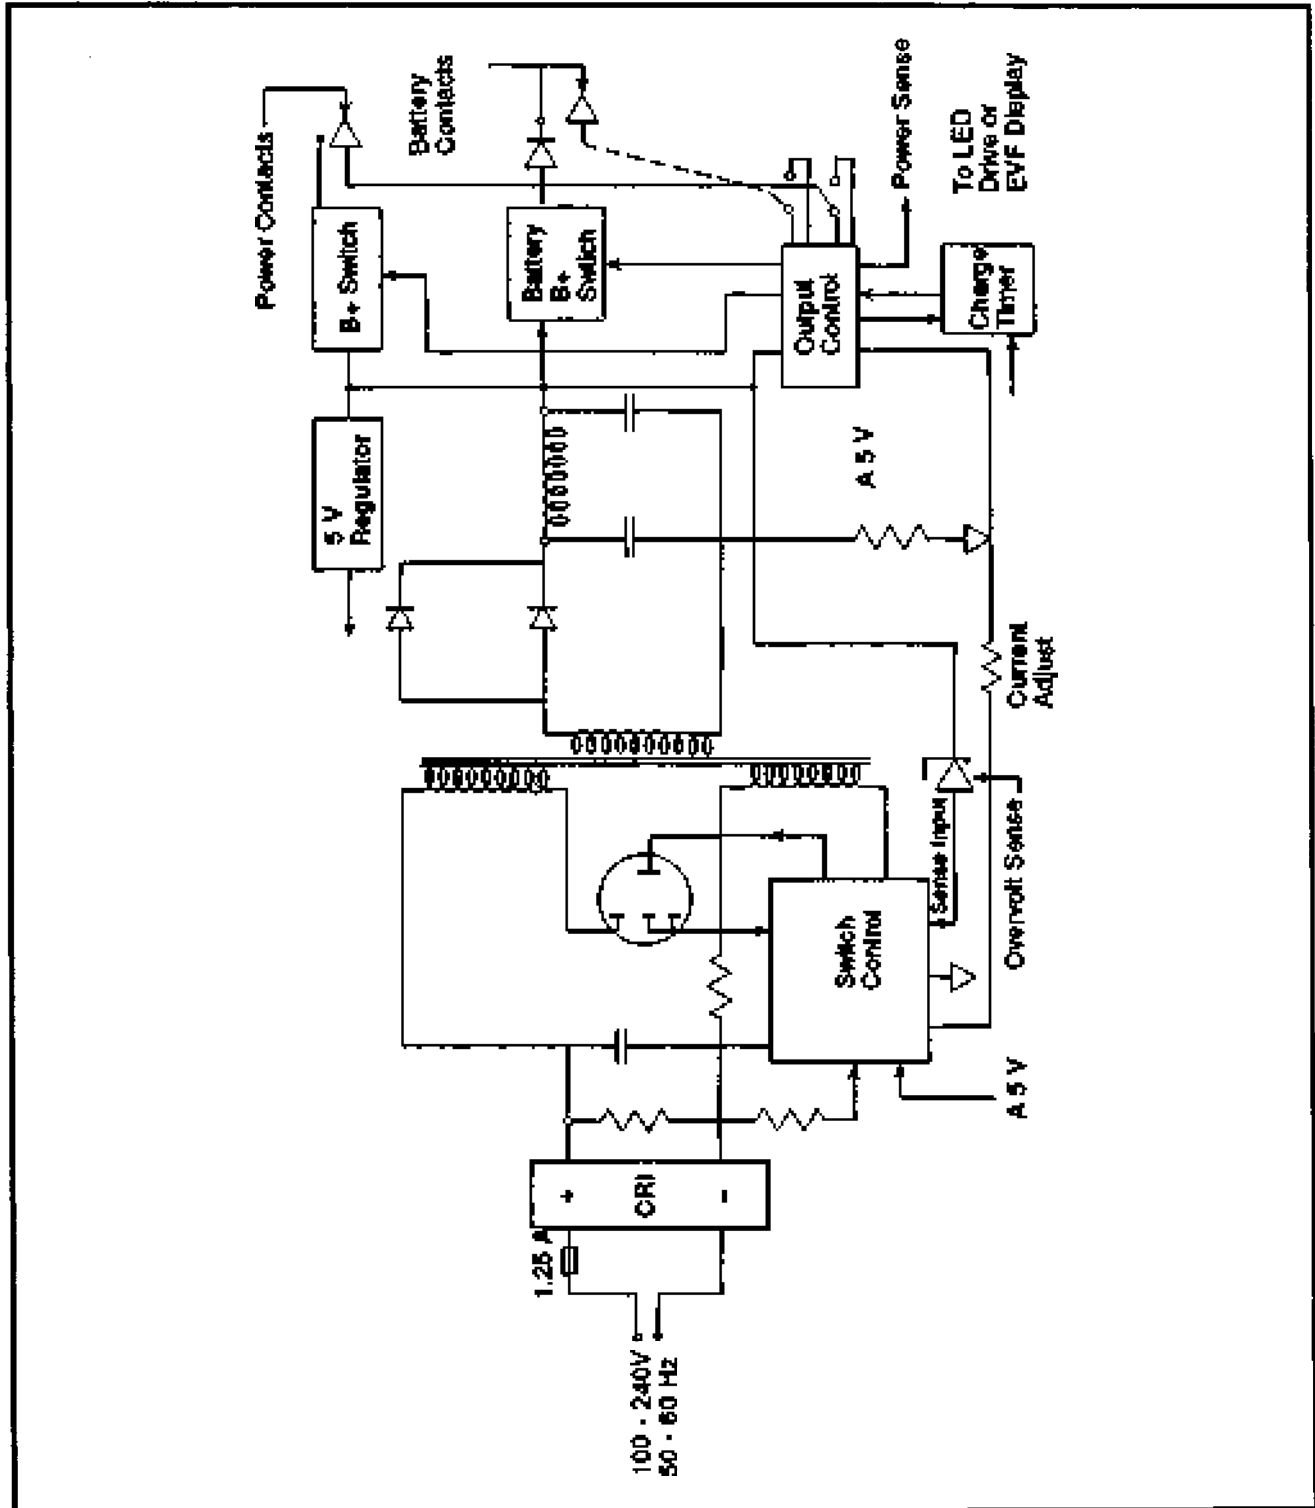 100 - 240V
50 - 60 Hz
1.25 A
+
CRI
-
A 5 V
Switch
Control
Sense Input
Overvolt Sense
Current
Adjust
5 V
Regulator
A 5 V
B+ Switch
Power Contacts
Battery
B+
Switch
Battery
Contacts
Output
Control
Charge
Timer
Power Sense
To LED
Drive or
EVF Display